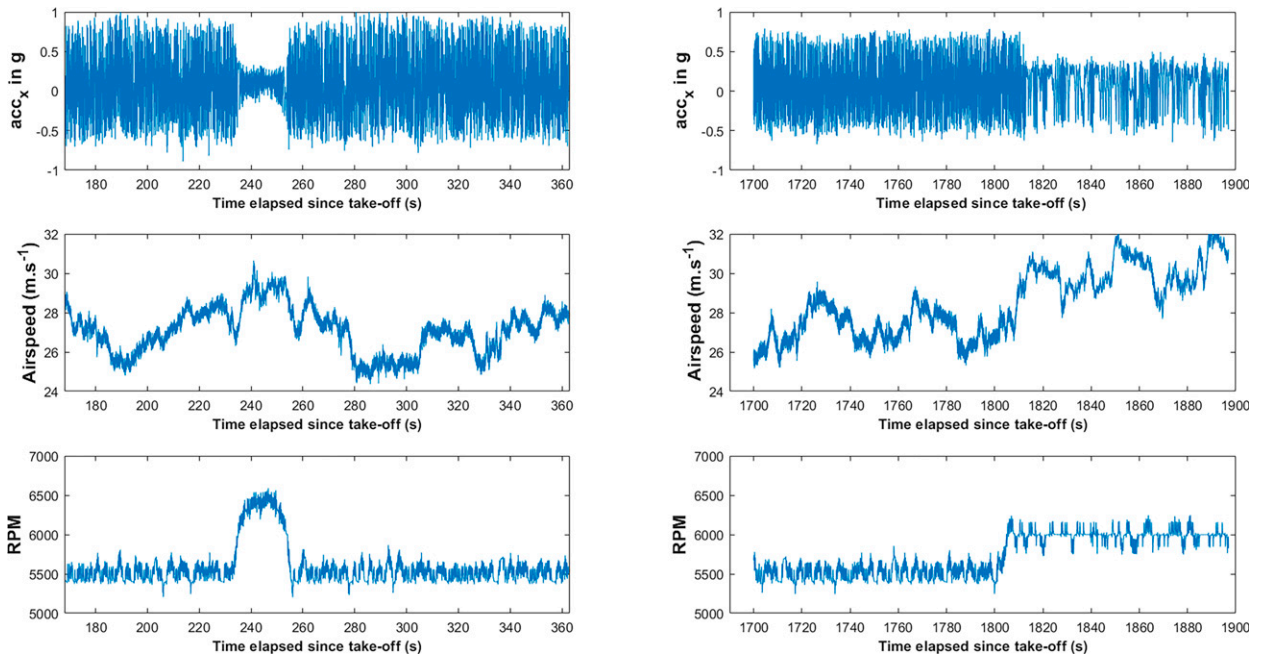 acc_x in g
1
0.5
0
-0.5
-1
180 200 220 240 260 280 300 320 340 360
Time elapsed since take-off (s)
acc_x in g
1
0.5
0
-0.5
-1
1700 1720 1740 1760 1780 1800 1820 1840 1860 1880 1900
Time elapsed since take-off (s)
Airspeed (m.s⁻¹)
32
30
28
26
24
180 200 220 240 260 280 300 320 340 360
Time elapsed since take-off (s)
Airspeed (m.s⁻¹)
32
30
28
26
24
1700 1720 1740 1760 1780 1800 1820 1840 1860 1880 1900
Time elapsed since take-off (s)
RPM
7000
6500
6000
5500
5000
180 200 220 240 260 280 300 320 340 360
Time elapsed since take-off (s)
RPM
7000
6500
6000
5500
5000
1700 1720 1740 1760 1780 1800 1820 1840 1860 1880 1900
Time elapsed since take-off (s)